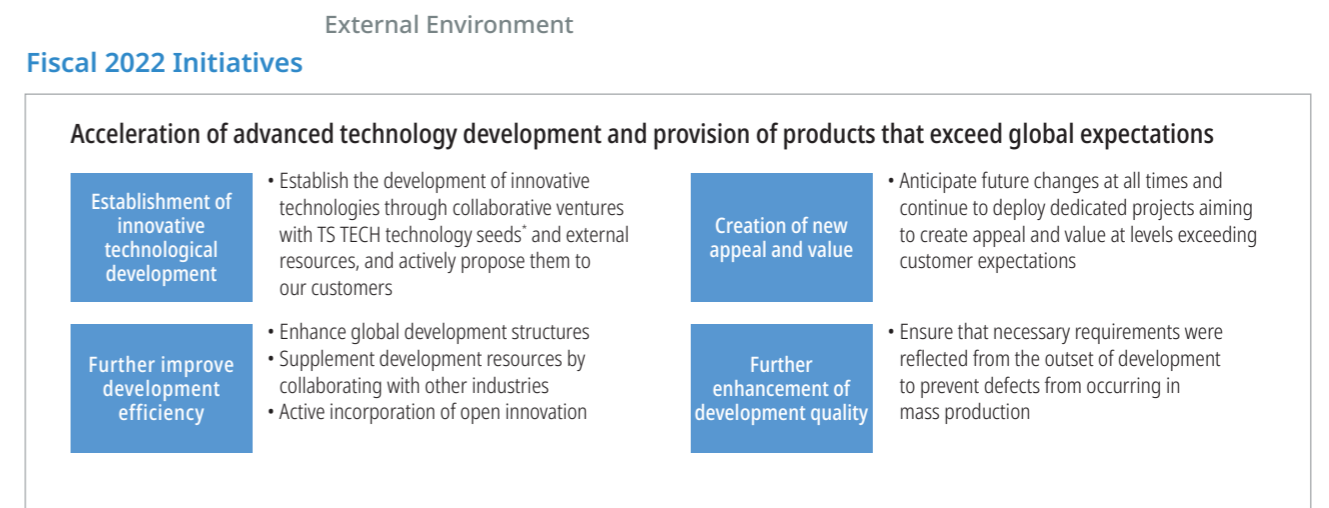 External Environment
Fiscal 2022 Initiatives
Acceleration of advanced technology development and provision of products that exceed global expectations
Establishment of
innovative
technological
development
• Establish the development of innovative
technologies through collaborative ventures
with TS TECH technology seeds* and external
resources, and actively propose them to
our customers
Creation of new
appeal and value
• Anticipate future changes at all times and
continue to deploy dedicated projects aiming
to create appeal and value at levels exceeding
customer expectations
Further improve
development
efficiency
• Enhance global development structures
• Supplement development resources by
collaborating with other industries
• Active incorporation of open innovation
Further
enhancement of
development quality
• Ensure that necessary requirements were
reflected from the outset of development
to prevent defects from occurring in
mass production